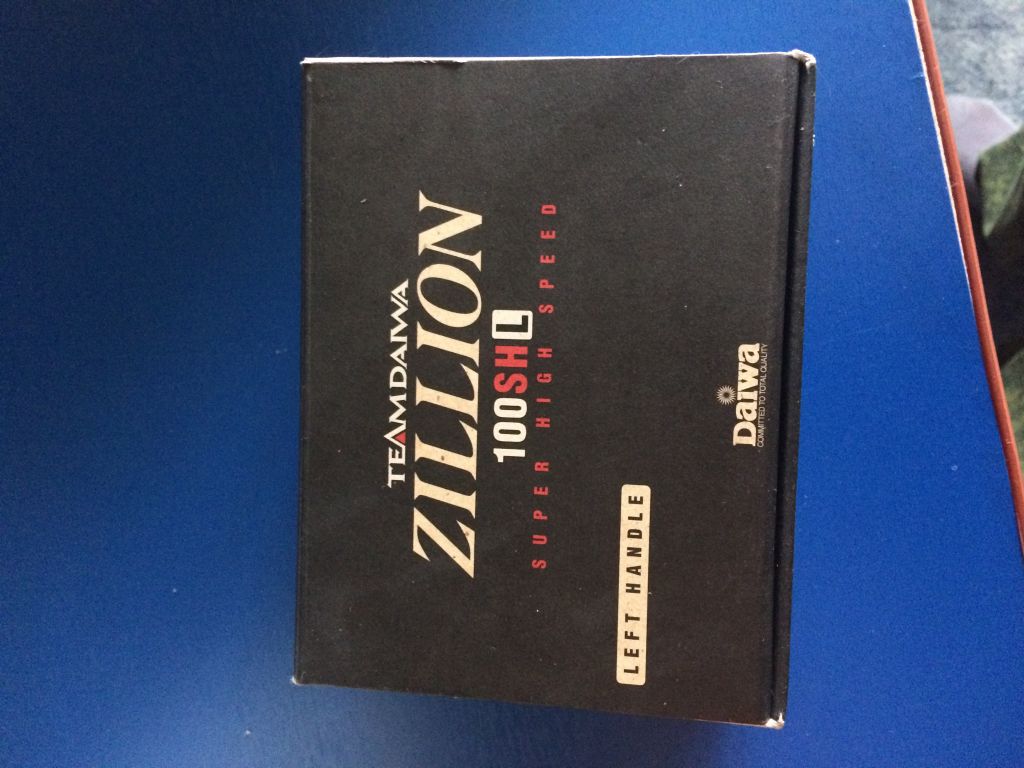 TEAMDAIWA
ZILLION
100SHL
SUPER HIGH SPEED
LEFT HANDLE
Daiwa
COMMITTED TO TOTAL QUALITY